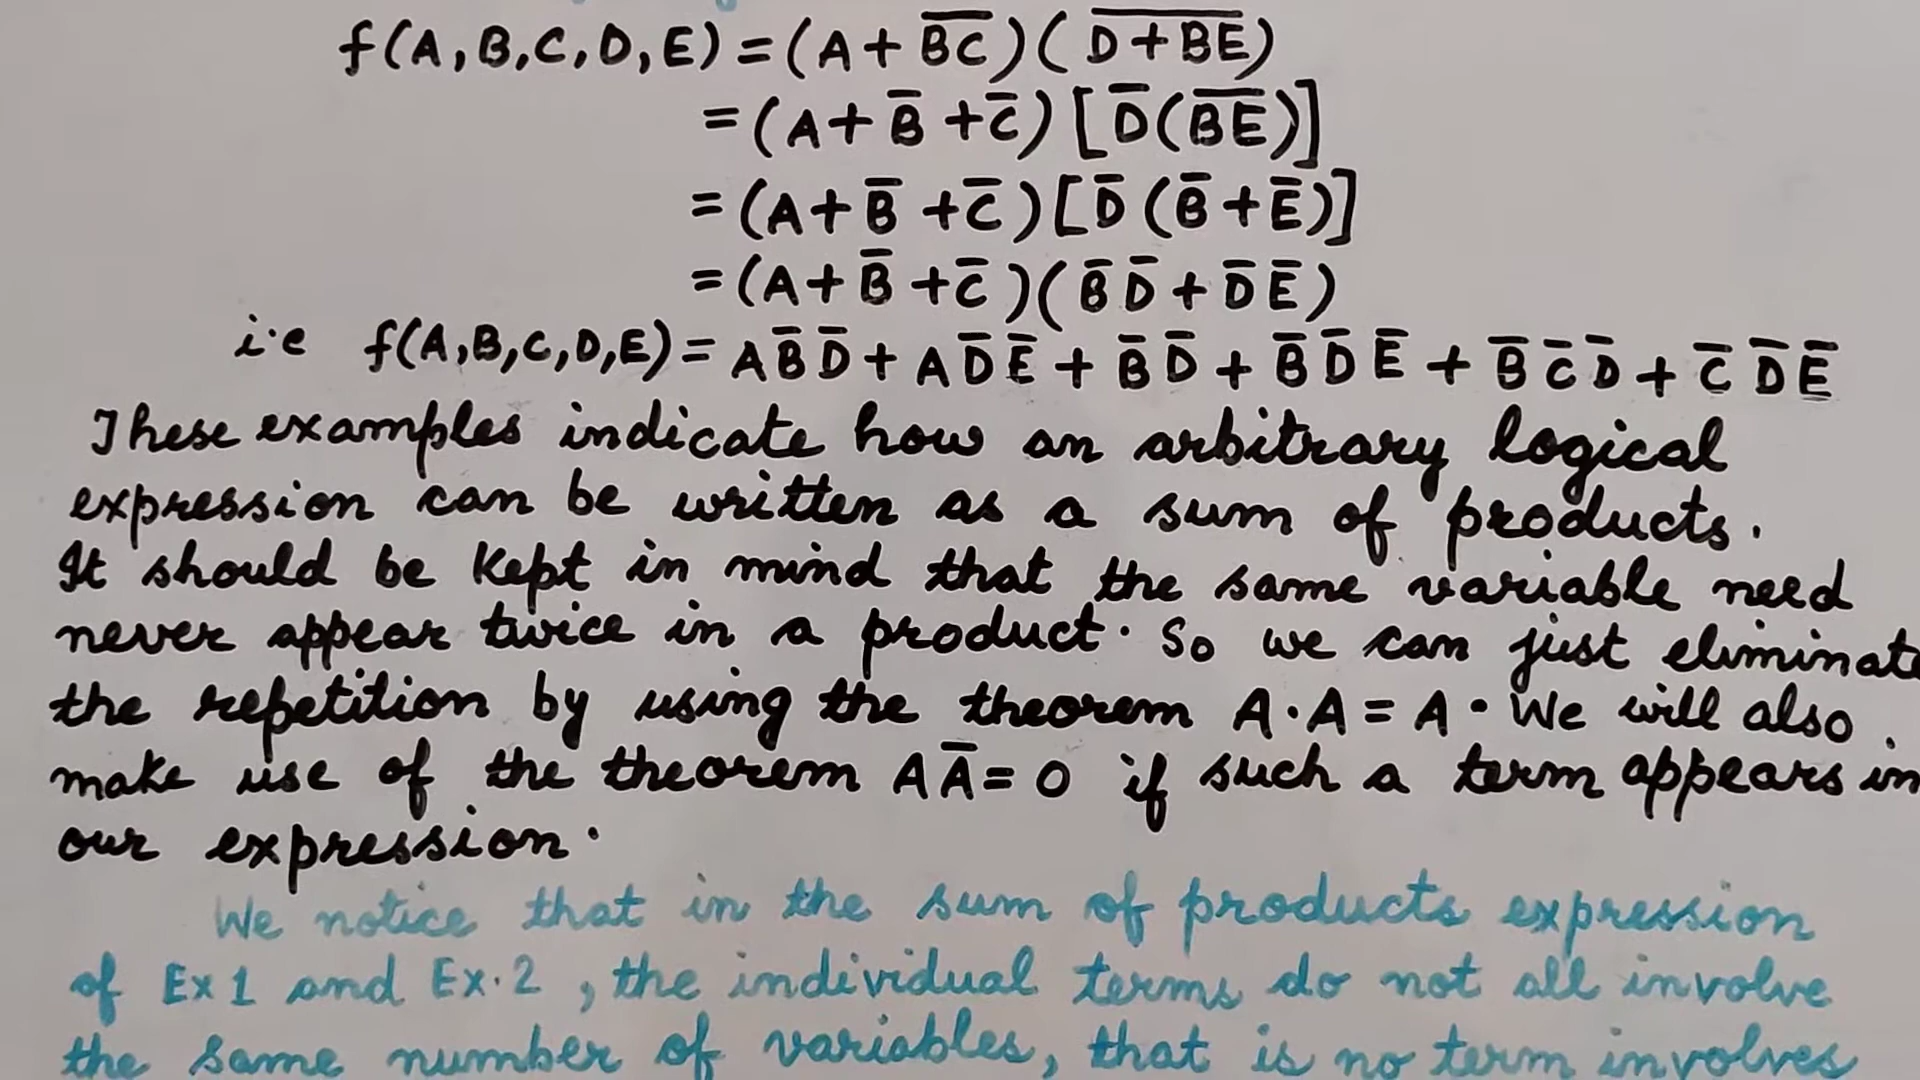 f(A,B,C,D,E) = (A+B̅C̅)(D̅+̅B̅E̅)
= (A+B̅+C̅)[D̅(B̅E̅)]
= (A+B̅+C̅)[D̅(B̅+E̅)]
= (A+B̅+C̅)(B̅D̅+D̅E̅)
i.e f(A,B,C,D,E) = AB̅D̅ + AD̅E̅ + B̅D̅ + B̅D̅E̅ + B̅C̅D̅ + C̅D̅E̅
These examples indicate how an arbitrary logical
expression can be written as a sum of products.
It should be kept in mind that the same variable need
never appear twice in a product. So we can just eliminate
the repetition by using the theorem A·A = A. We will also
make use of the theorem AA̅ = 0 if such a term appears in
our expression.
We notice that in the sum of products expression
of Ex 1 and Ex. 2, the individual terms do not all involve
the same number of variables, that is no term involves